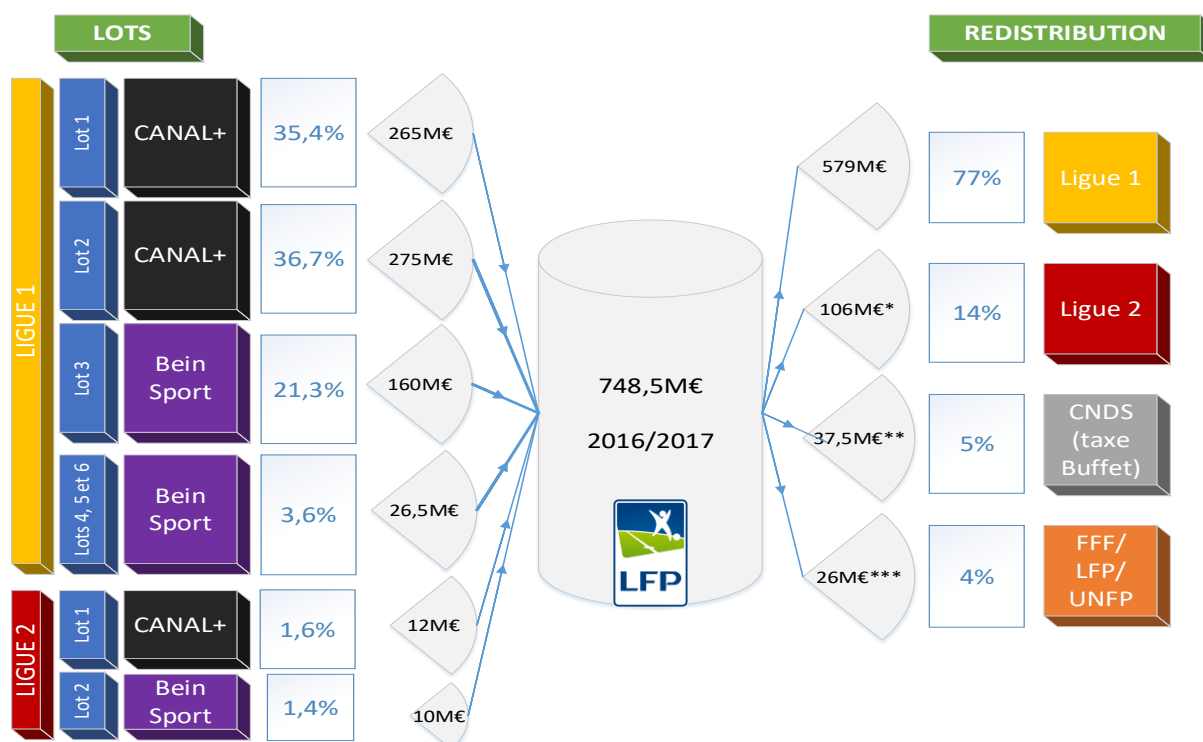 LOTS
REDISTRIBUTION
LIGUE 1
Lot 1
CANAL+
35,4%
265M€
Lot 2
CANAL+
36,7%
275M€
Lot 3
Bein
Sport
21,3%
160M€
Lots 4, 5 et 6
Bein
Sport
3,6%
26,5M€
LIGUE 2
Lot 1
CANAL+
1,6%
12M€
Lot 2
Bein
Sport
1,4%
10M€
748,5M€
2016/2017
LFP
579M€
77%
Ligue 1
106M€*
14%
Ligue 2
37,5M€**
5%
CNDS
(taxe
Buffet)
26M€***
4%
FFF/
LFP/
UNFP